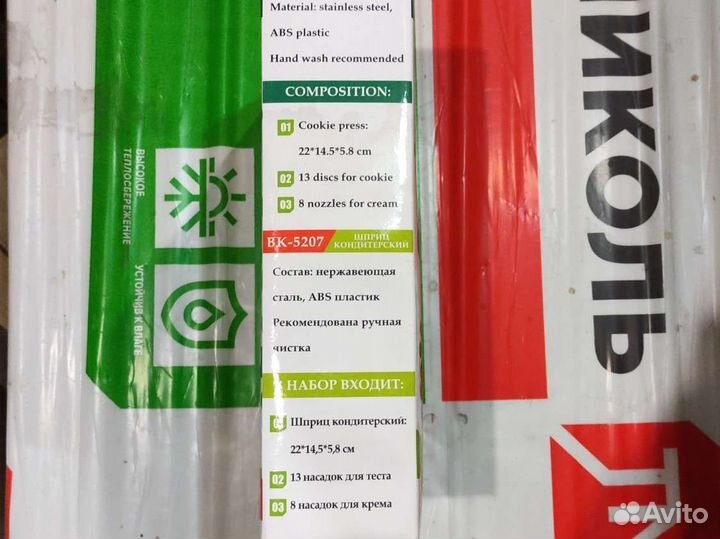 Material: stainless steel,
ABS plastic
Hand wash recommended
COMPOSITION:
01 Cookie press:
22*14.5*5.8 cm
02 13 discs for cookie
03 8 nozzles for cream
BK-5207 ШПРИЦ
КОНДИТЕРСКИЙ
Состав: нержавеющая
сталь, ABS пластик
Рекомендована ручная
чистка
НАБОР ВХОДИТ:
Шприц кондитерский:
22*14,5*5,8 см
02 13 насадок для теста
03 8 насадок для крема
ВЫСОКОЕ
ТЕПЛОСБЕРЕЖЕНИЕ
УСТОЙЧИВ К ВЛАГЕ
НИКОЛЬ
Avito